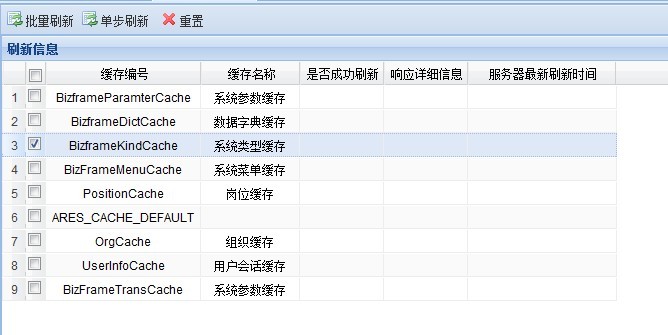 批量刷新 单步刷新 重置
刷新信息
缓存编号 缓存名称 是否成功刷新 响应详细信息 服务器最新刷新时间
1 BizframeParamterCache 系统参数缓存
2 BizframeDictCache 数据字典缓存
3 BizframeKindCache 系统类型缓存
4 BizFrameMenuCache 系统菜单缓存
5 PositionCache 岗位缓存
6 ARES_CACHE_DEFAULT
7 OrgCache 组织缓存
8 UserInfoCache 用户会话缓存
9 BizFrameTransCache 系统参数缓存